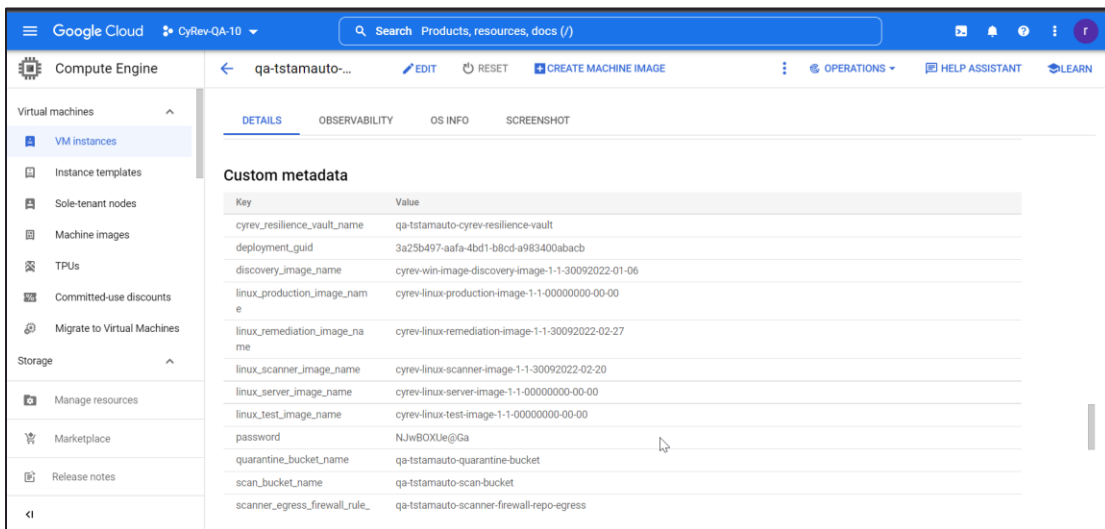 Google Cloud CyRev-QA-10 Search Products, resources, docs (/) r
Compute Engine qa-tstamauto-... EDIT RESET CREATE MACHINE IMAGE OPERATIONS HELP ASSISTANT LEARN
Virtual machines
VM instances
Instance templates
Sole-tenant nodes
Machine images
TPUs
Committed-use discounts
Migrate to Virtual Machines
Storage
Manage resources
Marketplace
Release notes
DETAILS OBSERVABILITY OS INFO SCREENSHOT
Custom metadata
Key Value
cyrev_resilience_vault_name qa-tstamauto-cyrev-resilience-vault
deployment_guid 3a25b497-aafa-4bd1-b8cd-a983400abacb
discovery_image_name cyrev-win-image-discovery-image-1-1-30092022-01-06
linux_production_image_nam cyrev-linux-production-image-1-1-00000000-00-00
e
linux_remediation_image_na cyrev-linux-remediation-image-1-1-30092022-02-27
me
linux_scanner_image_name cyrev-linux-scanner-image-1-1-30092022-02-20
linux_server_image_name cyrev-linux-server-image-1-1-00000000-00-00
linux_test_image_name cyrev-linux-test-image-1-1-00000000-00-00
password NJwBOXUe@Ga
quarantine_bucket_name qa-tstamauto-quarantine-bucket
scan_bucket_name qa-tstamauto-scan-bucket
scanner_egress_firewall_rule_ qa-tstamauto-scanner-firewall-repo-egress